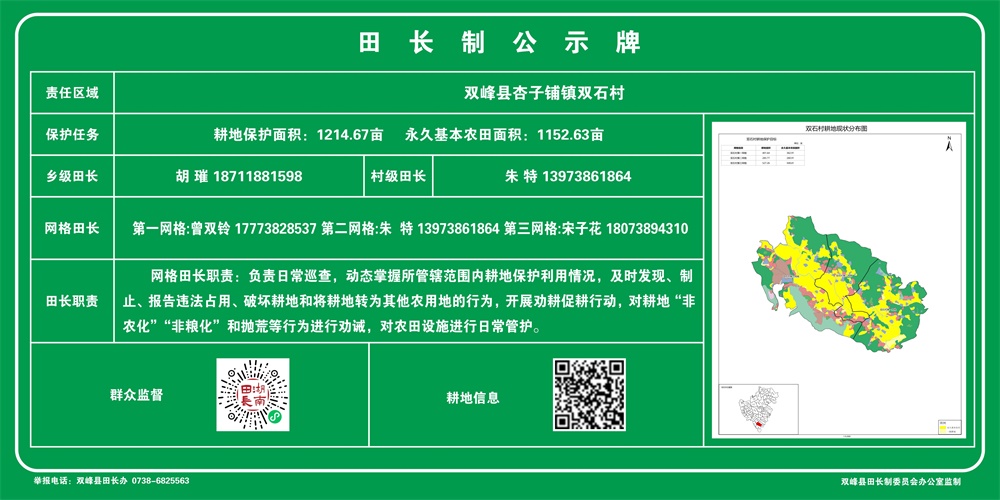 田长制公示牌
责任区域 双峰县杏子铺镇双石村
保护任务 耕地保护面积：1214.67亩 永久基本农田面积：1152.63亩
乡级田长 胡 璀 18711881598 村级田长 朱 特 13973861864
网格田长 第一网格:曾双铃 17773828537 第二网格:朱 特 13973861864 第三网格:宋子花 18073894310
田长职责
网格田长职责：负责日常巡查，动态掌握所管辖范围内耕地保护利用情况，及时发现、制
止、报告违法占用、破坏耕地和将耕地转为其他农用地的行为，开展劝耕促耕行动，对耕地“非
农化”“非粮化”和抛荒等行为进行劝诫，对农田设施进行日常管护。
双石村耕地现状分布图
N
群众监督
湖南田长
耕地信息
举报电话：双峰县田长办 0738-6825563
双峰县田长制委员会办公室监制